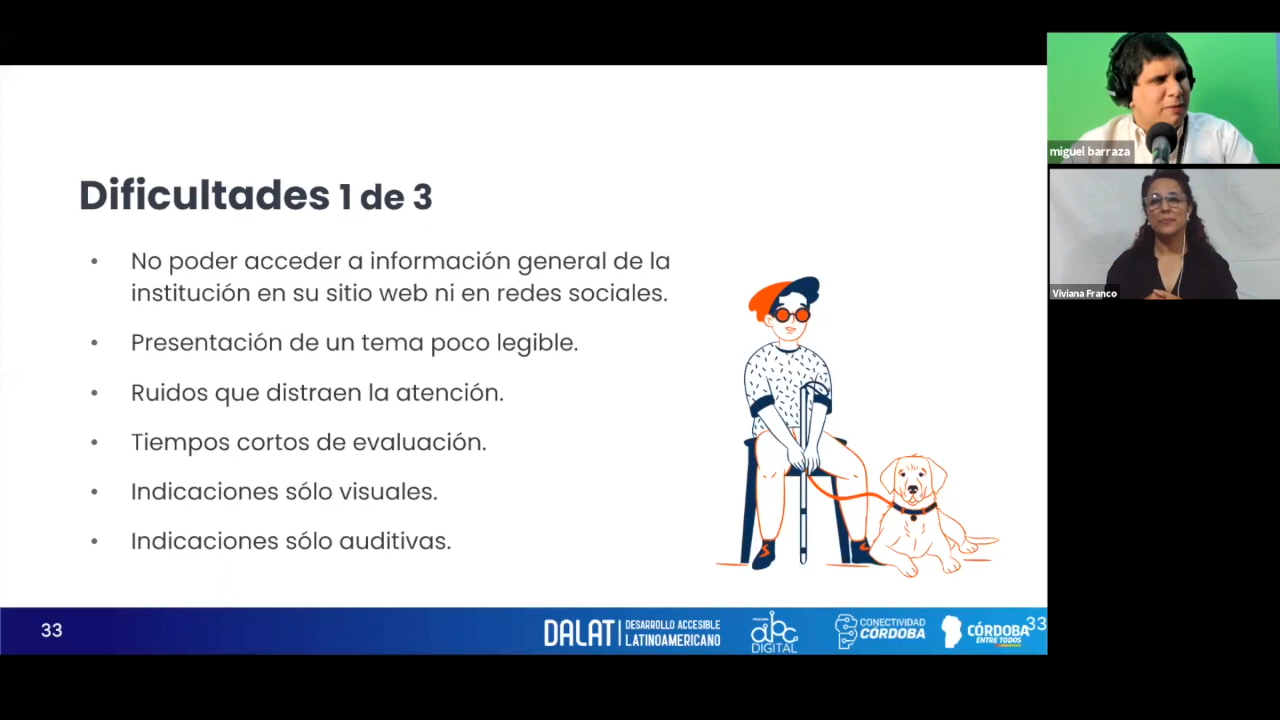 Dificultades 1 de 3
• No poder acceder a información general de la
institución en su sitio web ni en redes sociales.
• Presentación de un tema poco legible.
• Ruidos que distraen la atención.
• Tiempos cortos de evaluación.
• Indicaciones sólo visuales.
• Indicaciones sólo auditivas.
33
DALAT
DESARROLLO ACCESIBLE
LATINOAMERICANO
abc
DIGITAL
CONECTIVIDAD
CÓRDOBA
CÓRDOBA
ENTRE TODOS
33
miguel barraza
Viviana Franco